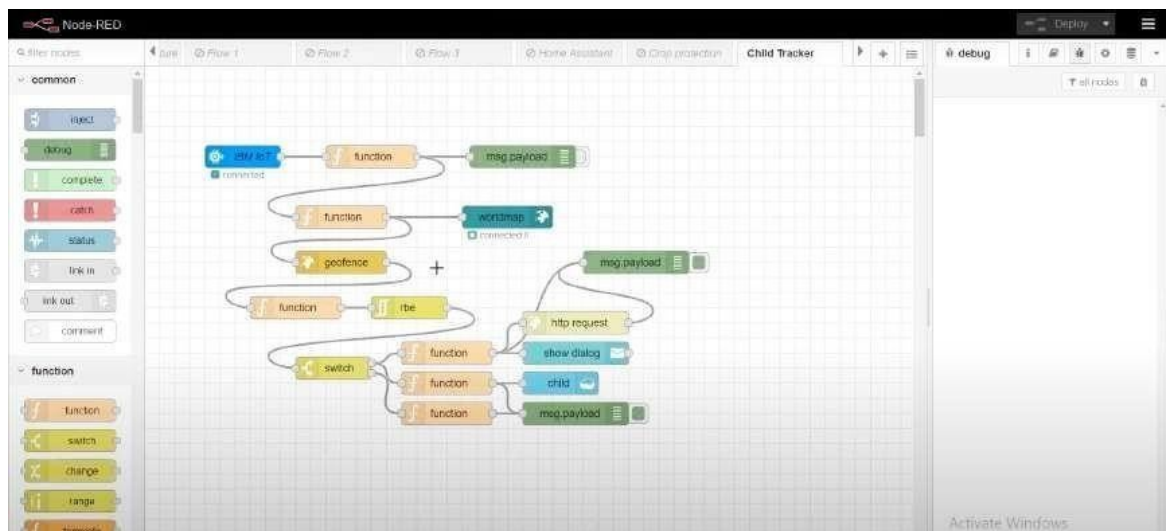 Node-RED
Deploy
filter nodes
Flow 1
Flow 2
Flow 3
Home Assistant
Crop protection
Child Tracker
debug
i
all nodes
common
inject
debug
complete
catch
status
link in
link out
comment
function
function
switch
change
range
IBM IoT
connected
function
msg.payload
function
worldmap
connected
geofence
msg.payload
function
rbe
http request
switch
function
show dialog
function
child
function
msg.payload
Activate Windows